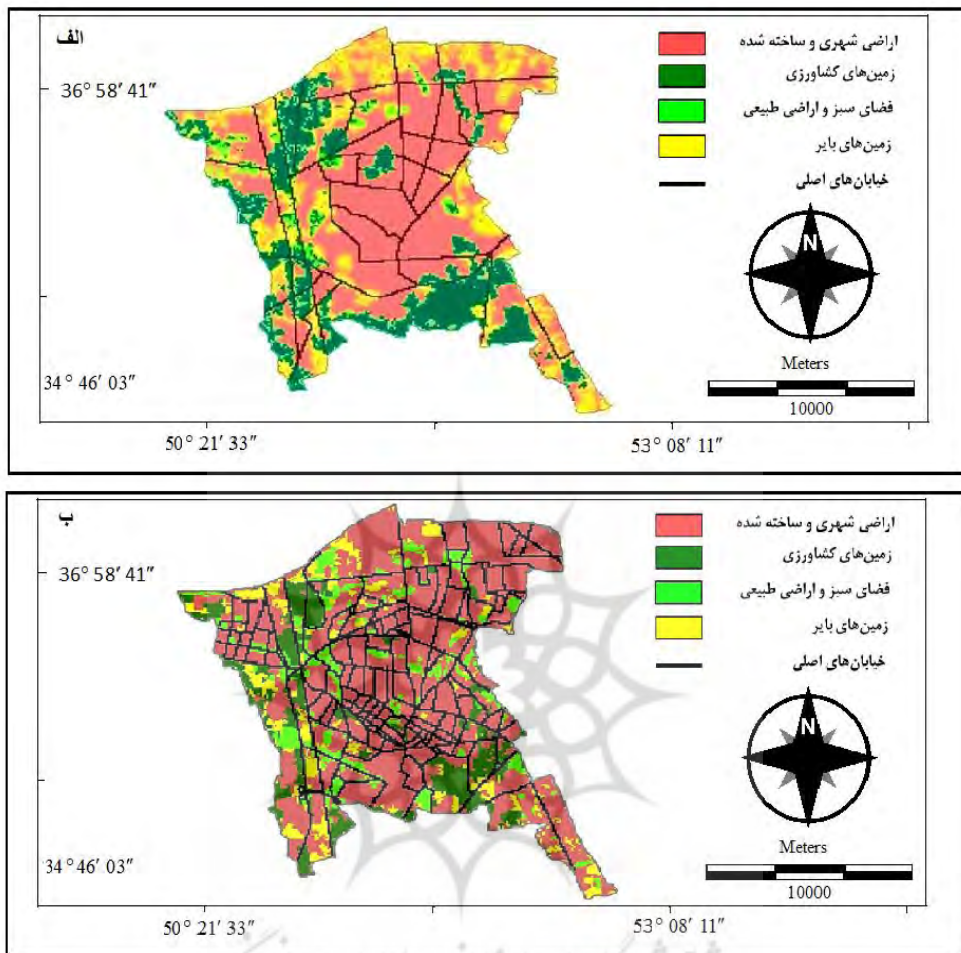 الف
اراضی شهری و ساخته شده
زمین‌های کشاورزی
فضای سبز و اراضی طبیعی
زمین‌های بایر
خیابان‌های اصلی
N
Meters
10000
36° 58′ 41″
34° 46′ 03″
50° 21′ 33″
53° 08′ 11″
ب
اراضی شهری و ساخته شده
زمین‌های کشاورزی
فضای سبز و اراضی طبیعی
زمین‌های بایر
خیابان‌های اصلی
N
Meters
10000
36° 58′ 41″
34° 46′ 03″
50° 21′ 33″
53° 08′ 11″